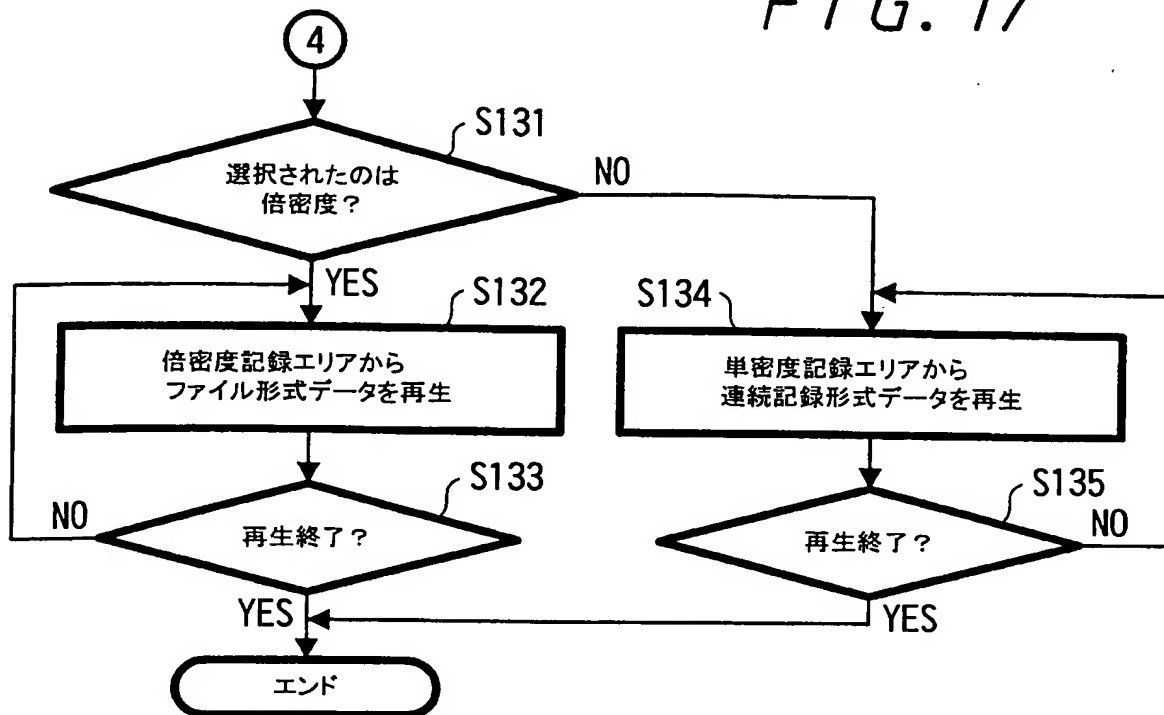 FIG. 17
4
S131
選択されたのは
倍密度？
NO
YES
S132
倍密度記録エリアから
ファイル形式データを再生
S134
単密度記録エリアから
連続記録形式データを再生
S133
再生終了？
NO
YES
S135
再生終了？
NO
YES
エンド